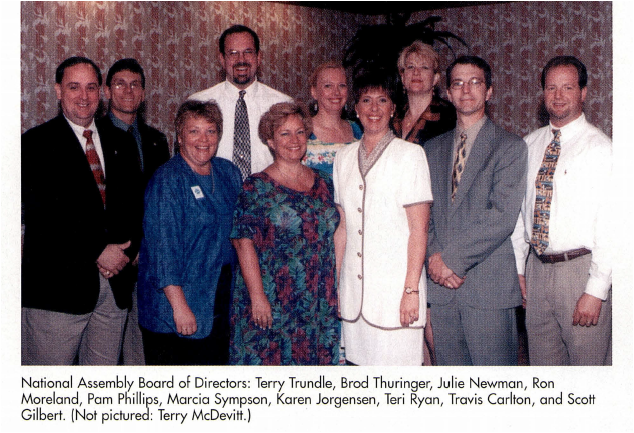 National Assembly Board of Directors: Terry Trundle, Brod Thuringer, Julie Newman, Ron
Moreland, Pam Phillips, Marcia Sympson, Karen Jorgensen, Teri Ryan, Travis Carlton, and Scott
Gilbert. (Not pictured: Terry McDevitt.)